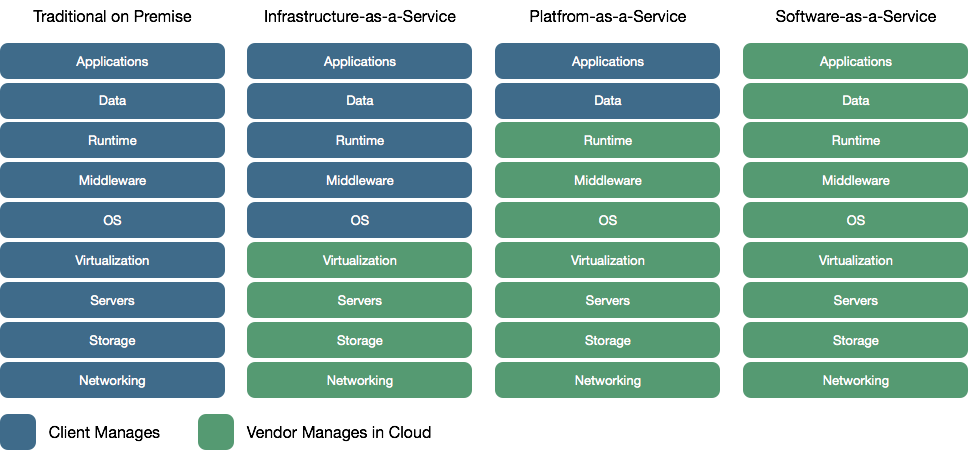 Traditional on Premise
Infrastructure-as-a-Service
Platfrom-as-a-Service
Software-as-a-Service
Applications
Applications
Applications
Applications
Data
Data
Data
Data
Runtime
Runtime
Runtime
Runtime
Middleware
Middleware
Middleware
Middleware
OS
OS
OS
OS
Virtualization
Virtualization
Virtualization
Virtualization
Servers
Servers
Servers
Servers
Storage
Storage
Storage
Storage
Networking
Networking
Networking
Networking
Client Manages
Vendor Manages in Cloud